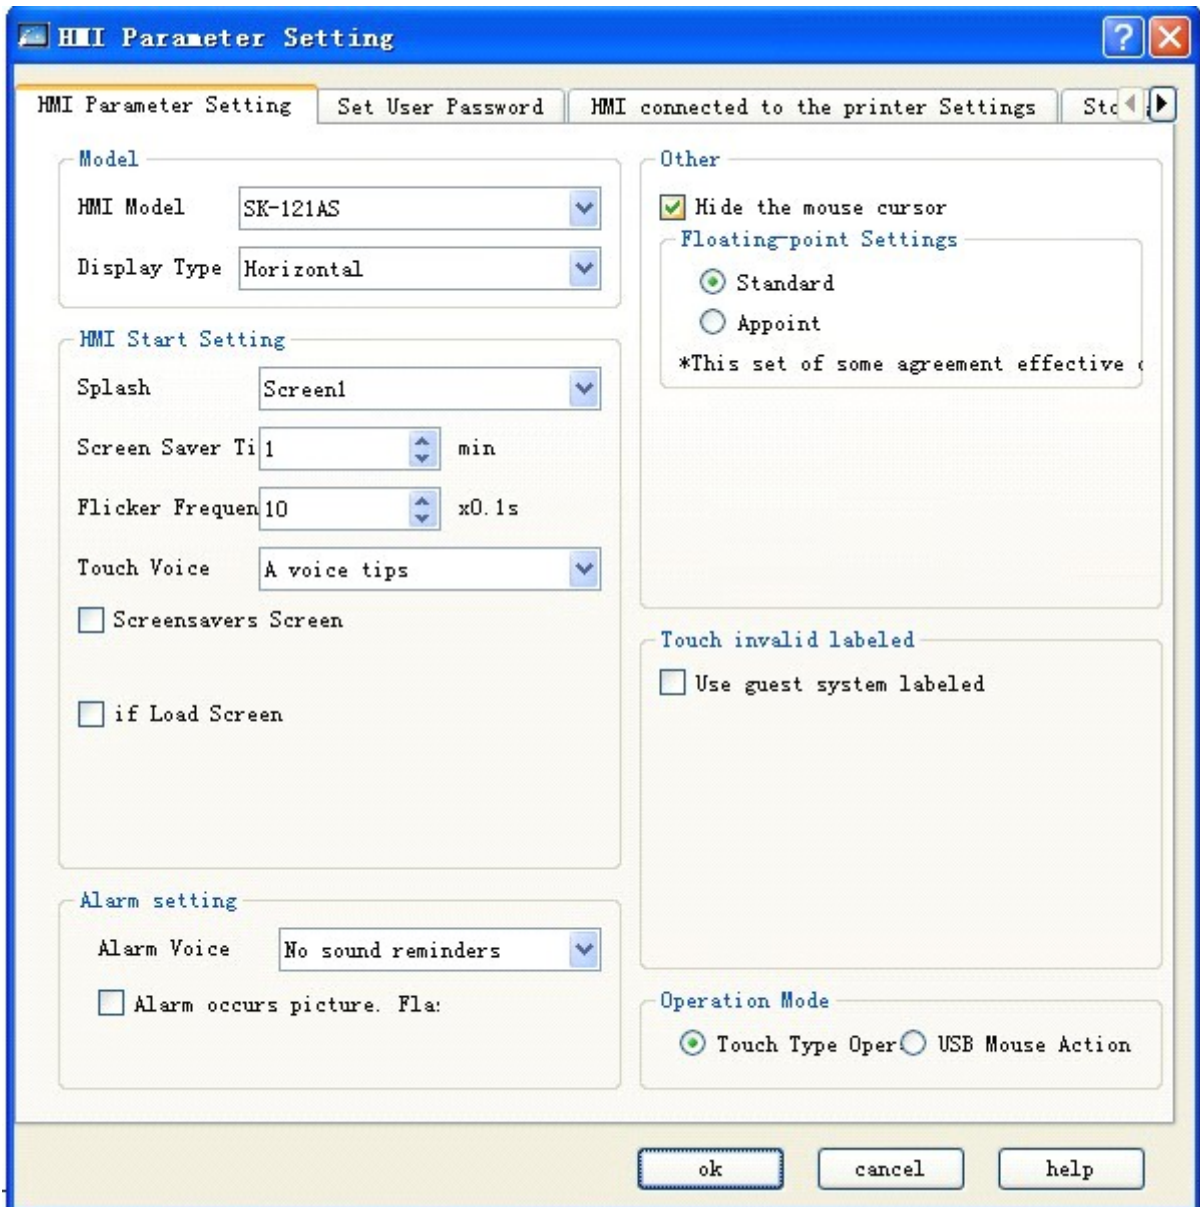 HMI Parameter Setting
HMI Parameter Setting
Set User Password
HMI connected to the printer Settings
Sto
Model
HMI Model
SK-121AS
Display Type
Horizontal
HMI Start Setting
Splash
Screen1
Screen Saver Ti
1
min
Flicker Frequen
10
x0.1s
Touch Voice
A voice tips
Screensavers Screen
if Load Screen
Alarm setting
Alarm Voice
No sound reminders
Alarm occurs picture. Fla
Other
Hide the mouse cursor
Floating-point Settings
Standard
Appoint
*This set of some agreement effective
Touch invalid labeled
Use guest system labeled
Operation Mode
Touch Type Oper
USB Mouse Action
ok
cancel
help